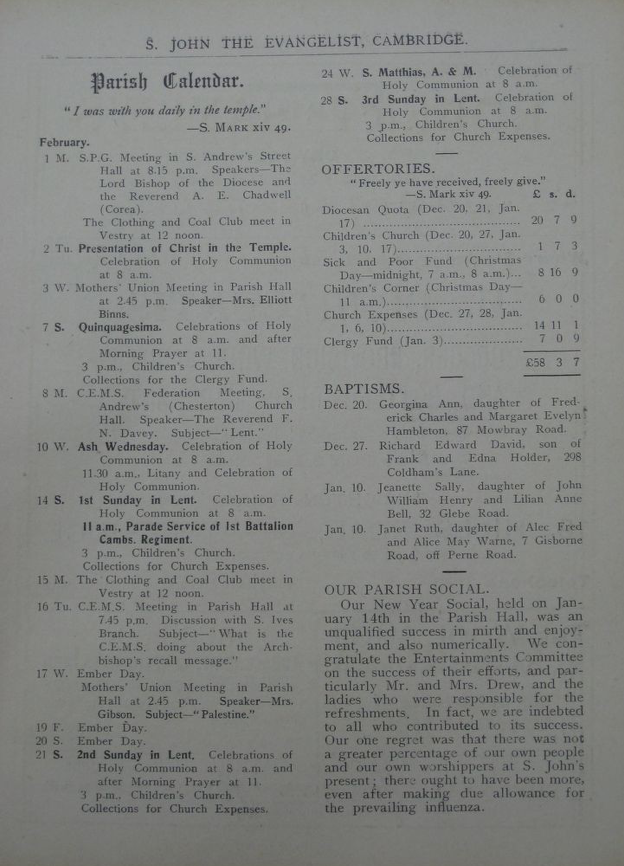 S. JOHN THE EVANGELIST, CAMBRIDGE.
Parish Calendar.
"I was with you daily in the temple."
—S. MARK xiv 49.
February.
1 M. S.P.G. Meeting in S. Andrew's Street
Hall at 8.15 p.m. Speakers—The
Lord Bishop of the Diocese and
the Reverend A. E. Chadwell
(Corea).
The Clothing and Coal Club meet in
Vestry at 12 noon.
2 Tu. Presentation of Christ in the Temple.
Celebration of Holy Communion
at 8 a.m.
3 W. Mothers' Union Meeting in Parish Hall
at 2.45 p.m. Speaker—Mrs. Elliott
Binns.
7 S. Quinquagesima. Celebrations of Holy
Communion at 8 a.m. and after
Morning Prayer at 11.
3 p.m., Children's Church.
Collections for the Clergy Fund.
8 M. C.E.M.S. Federation Meeting, S.
Andrew's (Chesterton) Church
Hall. Speaker—The Reverend F.
N. Davey. Subject—"Lent."
10 W. Ash Wednesday. Celebration of Holy
Communion at 8 a.m.
11.30 a.m., Litany and Celebration of
Holy Communion.
14 S. 1st Sunday in Lent. Celebration of
Holy Communion at 8 a.m.
11 a.m., Parade Service of 1st Battalion
Cambs. Regiment.
3 p.m., Children's Church.
Collections for Church Expenses.
15 M. The Clothing and Coal Club meet in
Vestry at 12 noon.
16 Tu. C.E.M.S. Meeting in Parish Hall at
7.45 p.m. Discussion with S. Ives
Branch. Subject—"What is the
C.E.M.S. doing about the Arch-
bishop's recall message."
17 W. Ember Day.
Mothers' Union Meeting in Parish
Hall at 2.45 p.m. Speaker—Mrs.
Gibson. Subject—"Palestine."
19 F. Ember Day.
20 S. Ember Day.
21 S. 2nd Sunday in Lent. Celebrations of
Holy Communion at 8 a.m. and
after Morning Prayer at 11.
3 p.m., Children's Church.
Collections for Church Expenses.
24 W. S. Matthias, A. & M. Celebration of
Holy Communion at 8 a.m.
28 S. 3rd Sunday in Lent. Celebration of
Holy Communion at 8 a.m.
3 p.m., Children's Church.
Collections for Church Expenses.
OFFERTORIES.
"Freely ye have received, freely give."
—S. Mark xiv 49. £ s. d.
Diocesan Quota (Dec. 20, 21, Jan.
17) ........................................ 20 7 9
Children's Church (Dec. 20, 27, Jan.
3, 10, 17)............................... 1 7 3
Sick and Poor Fund (Christmas
Day—midnight, 7 a.m., 8 a.m.)... 8 16 9
Children's Corner (Christmas Day—
11 a.m.)................................. 6 0 0
Church Expenses (Dec. 27, 28, Jan.
1, 6, 10)................................. 14 11 1
Clergy Fund (Jan. 3)................... 7 0 9
£58 3 7
BAPTISMS.
Dec. 20. Georgina Ann, daughter of Fred-
erick Charles and Margaret Evelyn
Hambleton, 87 Mowbray Road.
Dec. 27. Richard Edward David, son of
Frank and Edna Holder, 298
Coldham's Lane.
Jan. 10. Jeanette Sally, daughter of John
William Henry and Lilian Anne
Bell, 32 Glebe Road.
Jan. 10. Janet Ruth, daughter of Alec Fred
and Alice May Warne, 7 Gisborne
Road, off Perne Road.
OUR PARISH SOCIAL.
Our New Year Social, held on Jan-
uary 14th in the Parish Hall, was an
unqualified success in mirth and enjoy-
ment, and also numerically. We con-
gratulate the Entertainments Committee
on the success of their efforts, and par-
ticularly Mr. and Mrs. Drew, and the
ladies who were responsible for the
refreshments. In fact, we are indebted
to all who contributed to its success.
Our one regret was that there was not
a greater percentage of our own people
and our own worshippers at S. John's
present; there ought to have been more,
even after making due allowance for
the prevailing influenza.